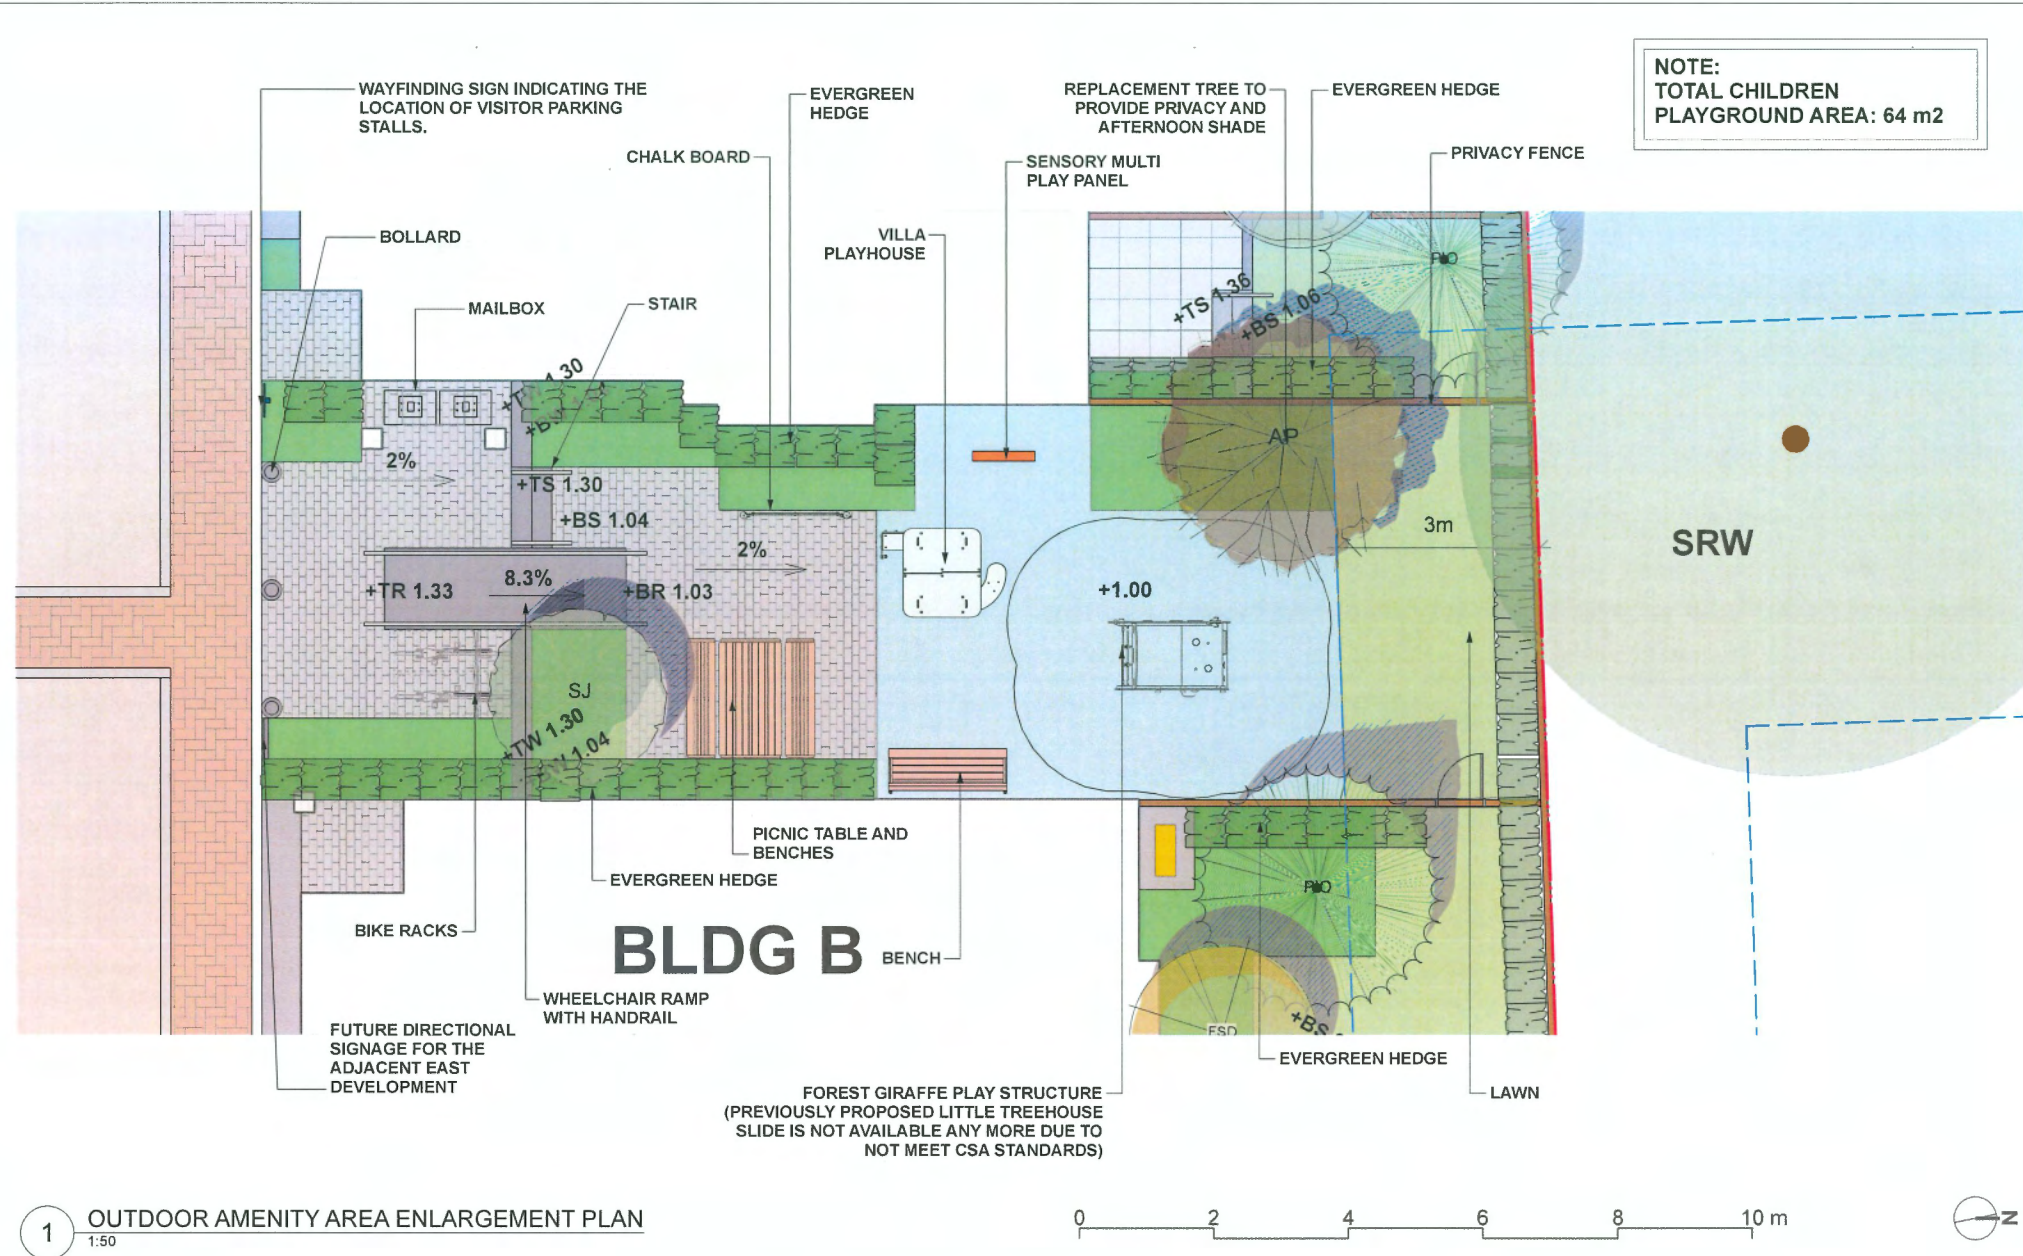 NOTE:
TOTAL CHILDREN
PLAYGROUND AREA: 64 m2
WAYFINDING SIGN INDICATING THE
LOCATION OF VISITOR PARKING
STALLS.
EVERGREEN
HEDGE
REPLACEMENT TREE TO
PROVIDE PRIVACY AND
AFTERNOON SHADE
EVERGREEN HEDGE
CHALK BOARD
SENSORY MULTI
PLAY PANEL
PRIVACY FENCE
BOLLARD
VILLA
PLAYHOUSE
MAILBOX
STAIR
PIO
+TS 1.36
+BS 1.06
2%
+TS 1.30
+BS 1.04
2%
AP
3m
SRW
+TR 1.33
8.3%
+BR 1.03
+1.00
SJ
+TW 1.30
PICNIC TABLE AND
BENCHES
EVERGREEN HEDGE
PIO
BIKE RACKS
BLDG B
BENCH
WHEELCHAIR RAMP
WITH HANDRAIL
FUTURE DIRECTIONAL
SIGNAGE FOR THE
ADJACENT EAST
DEVELOPMENT
FSD
+BS
EVERGREEN HEDGE
LAWN
FOREST GIRAFFE PLAY STRUCTURE
(PREVIOUSLY PROPOSED LITTLE TREEHOUSE
SLIDE IS NOT AVAILABLE ANY MORE DUE TO
NOT MEET CSA STANDARDS)
1
OUTDOOR AMENITY AREA ENLARGEMENT PLAN
1:50
0 2 4 6 8 10 m
N